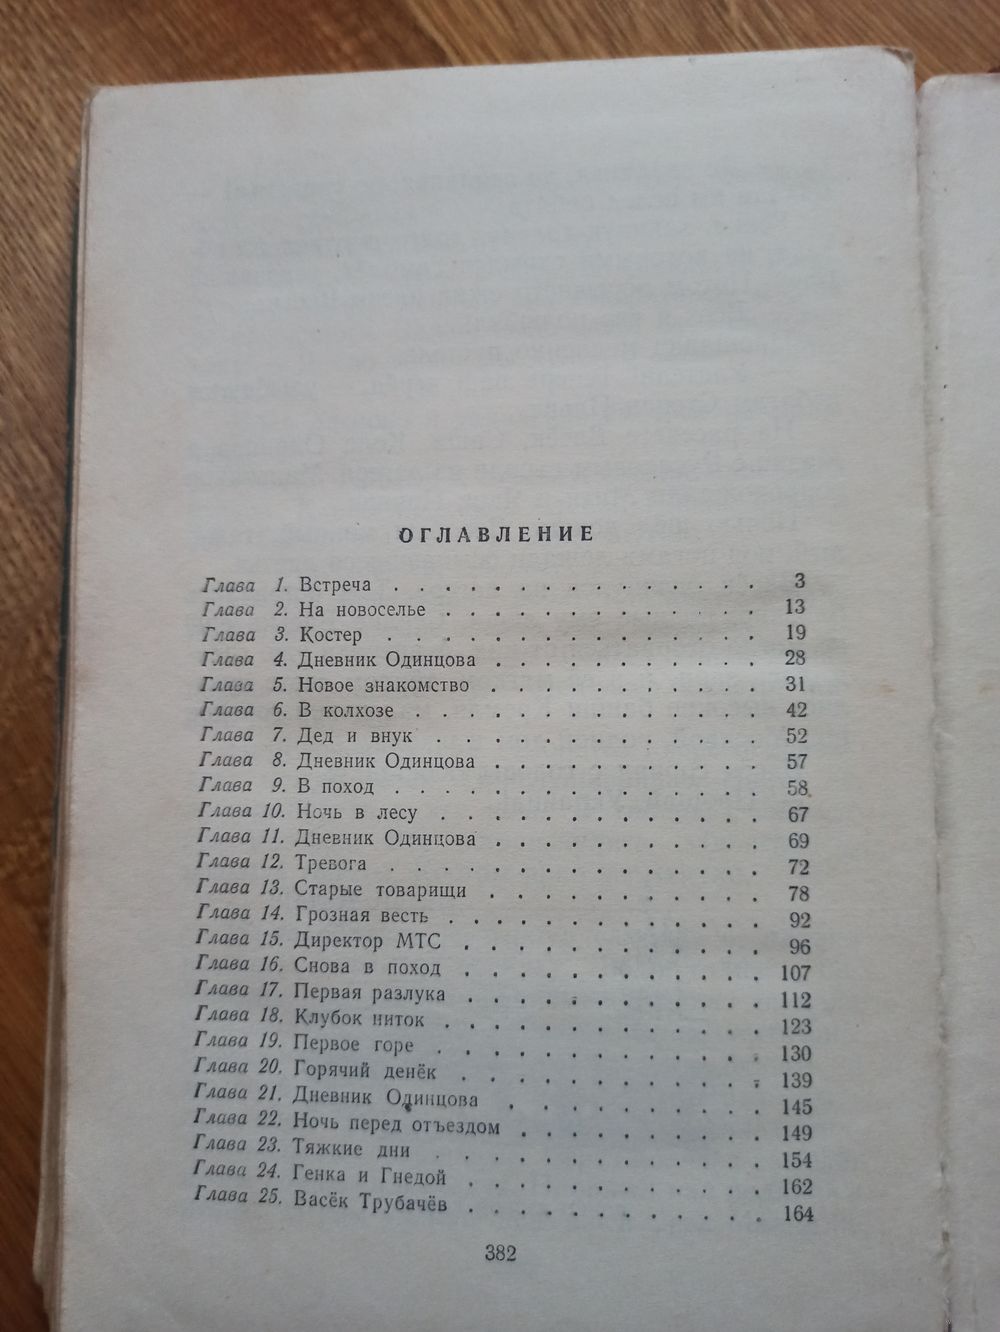 ОГЛАВЛЕНИЕ
Глава 1. Встреча . . . . . . . . . . . . . . . 3
Глава 2. На новоселье . . . . . . . . . . . . . 13
Глава 3. Костер . . . . . . . . . . . . . . . 19
Глава 4. Дневник Одинцова . . . . . . . . . . . 28
Глава 5. Новое знакомство . . . . . . . . . . . 31
Глава 6. В колхозе . . . . . . . . . . . . . . 42
Глава 7. Дед и внук . . . . . . . . . . . . . 52
Глава 8. Дневник Одинцова . . . . . . . . . . . 57
Глава 9. В поход . . . . . . . . . . . . . . . 58
Глава 10. Ночь в лесу . . . . . . . . . . . . . 67
Глава 11. Дневник Одинцова . . . . . . . . . . . 69
Глава 12. Тревога . . . . . . . . . . . . . . . 72
Глава 13. Старые товарищи . . . . . . . . . . . 78
Глава 14. Грозная весть . . . . . . . . . . . . . 92
Глава 15. Директор МТС . . . . . . . . . . . . 96
Глава 16. Снова в поход . . . . . . . . . . . . 107
Глава 17. Первая разлука . . . . . . . . . . . . 112
Глава 18. Клубок ниток . . . . . . . . . . . . . 123
Глава 19. Первое горе . . . . . . . . . . . . . 130
Глава 20. Горячий денёк . . . . . . . . . . . . 139
Глава 21. Дневник Одинцова . . . . . . . . . . 145
Глава 22. Ночь перед отъездом . . . . . . . . . . 149
Глава 23. Тяжкие дни . . . . . . . . . . . . . 154
Глава 24. Генка и Гнедой . . . . . . . . . . . . 162
Глава 25. Васёк Трубачёв . . . . . . . . . . . . 164
382